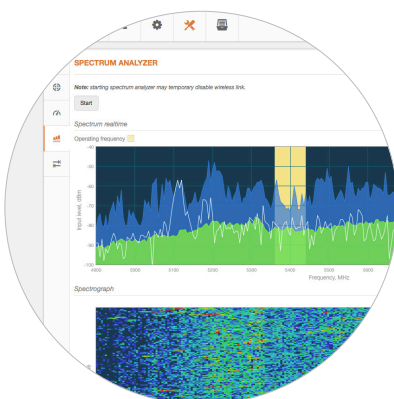 SPECTRUM ANALYZER
Note: starting spectrum analyzer may temporary disable wireless link.
Start
Spectrum realtime
Operating frequency
-40
-50
-60
-70
-80
-90
-100
Input level, dBm
4900 5000 5100 5200 5300 5400 5500 5600
Frequency, MHz
Spectrograph